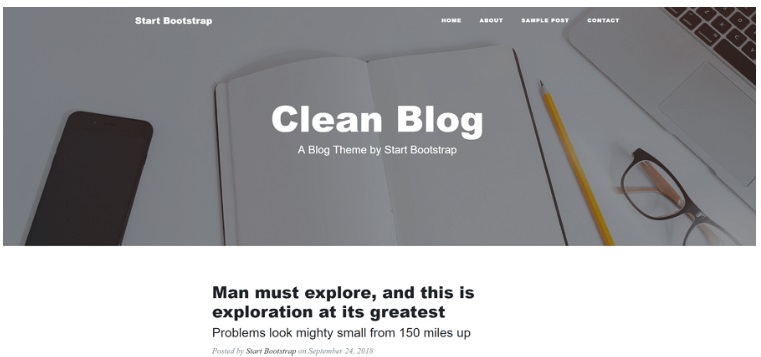 Start Bootstrap
HOME ABOUT SAMPLE POST CONTACT
Clean Blog
A Blog Theme by Start Bootstrap
Man must explore, and this is
exploration at its greatest
Problems look mighty small from 150 miles up
Posted by Start Bootstrap on September 24, 2018